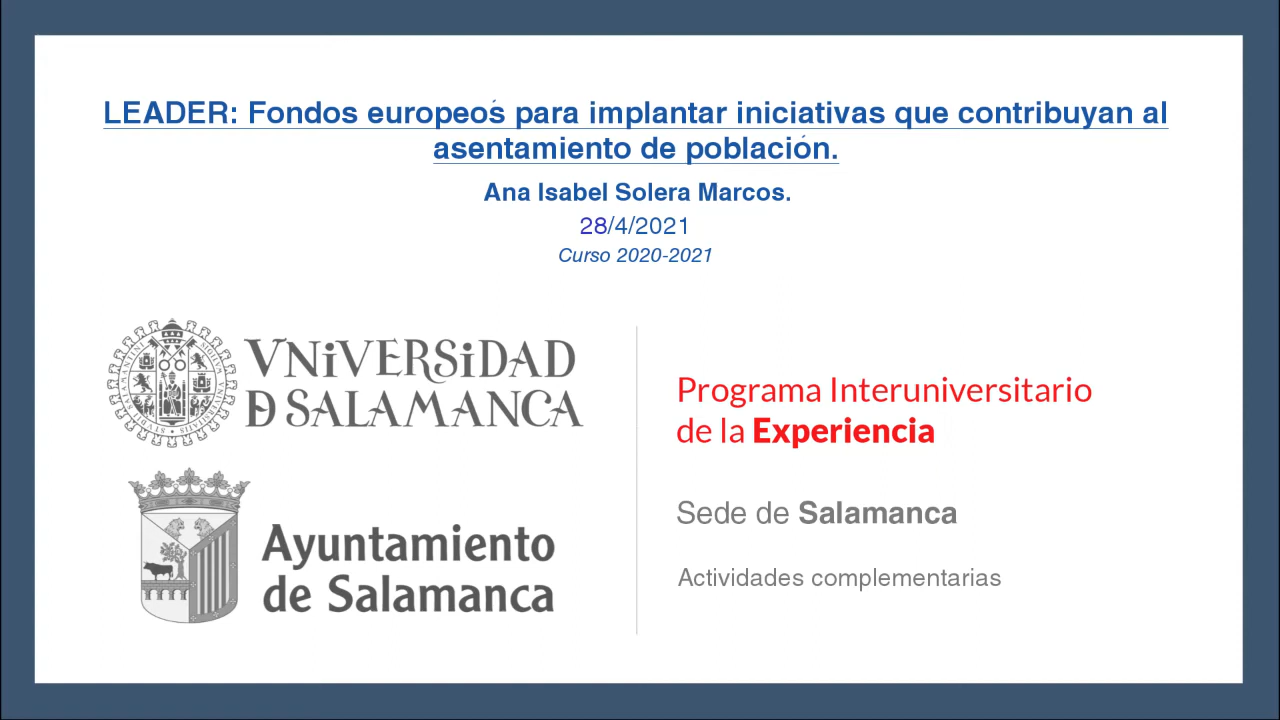 LEADER: Fondos europeos para implantar iniciativas que contribuyan al
asentamiento de población.
Ana Isabel Solera Marcos.
28/4/2021
Curso 2020-2021
VNiVERSiDAD
D SALAMANCA
Ayuntamiento
de Salamanca
Programa Interuniversitario
de la Experiencia
Sede de Salamanca
Actividades complementarias